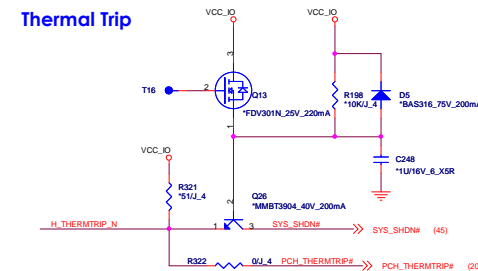 Thermal Trip
VCC_IO
VCC_IO
3
T16
2
Q13
*FDV301N_25V_220mA
1
R198
*10K/J_4
D5
*BAS316_75V_200mA
VCC_IO
C248
*1U/16V_6_X5R
R321
*51/J_4
2
Q26
*MMBT3904_40V_200mA
H_THERMTRIP_N
1
3
SYS_SHDN#
SYS_SHDN# (45)
R322
0/J_4
PCH_THERMTRIP#
PCH_THERMTRIP# (20